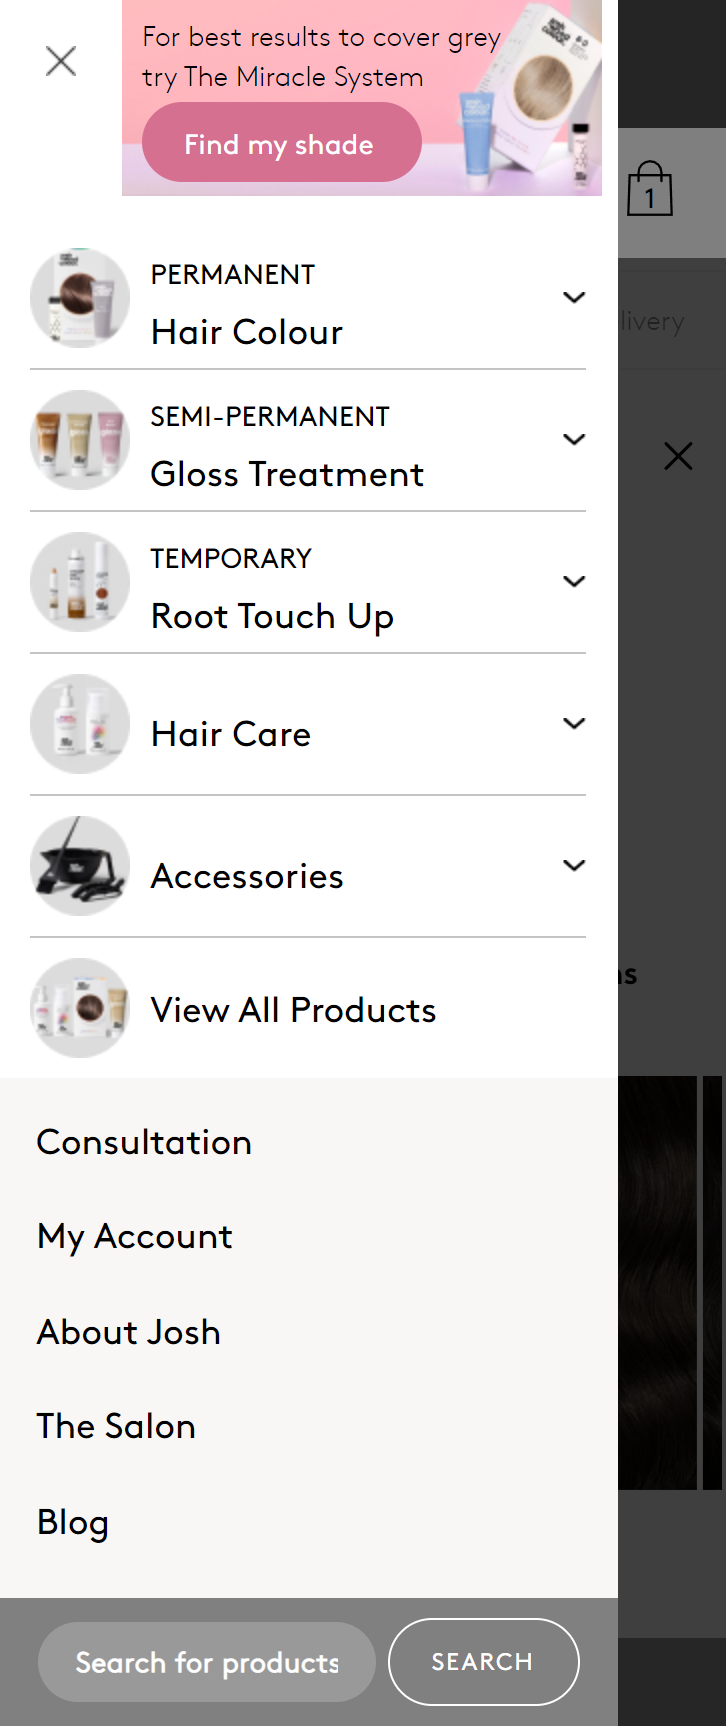 For best results to cover grey
try The Miracle System
Find my shade
1
PERMANENT
Hair Colour
livery
SEMI-PERMANENT
Gloss Treatment
TEMPORARY
Root Touch Up
Hair Care
Accessories
ns
View All Products
Consultation
My Account
About Josh
The Salon
Blog
Search for products
SEARCH